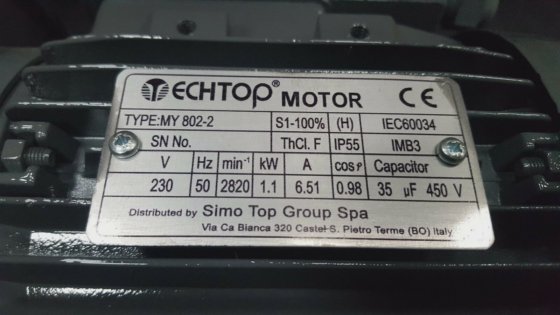 TECHTOP® MOTOR CE
TYPE:MY 802-2 S1-100% (H) IEC60034
SN No. ThCl. F IP55 IMB3
V Hz min⁻¹ kW A cosφ Capacitor
230 50 2820 1.1 6.51 0.98 35 µF 450 V
Distributed by Simo Top Group Spa
Via Ca Bianca 320 Castel S. Pietro Terme (BO) Italy